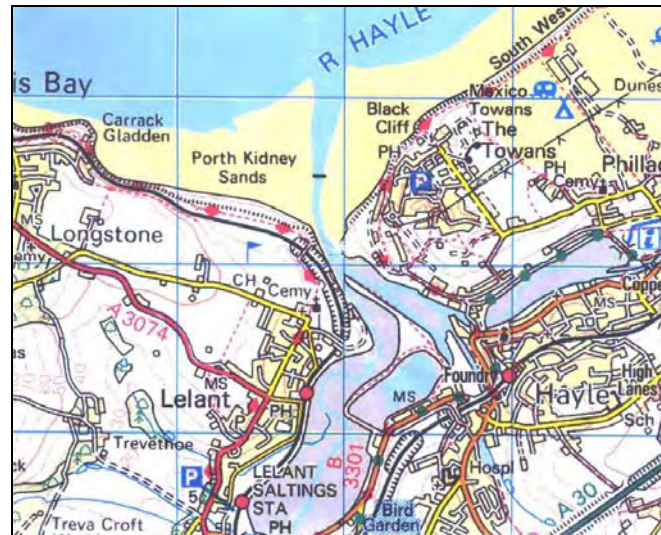 R HAYLE
South West
is Bay
Carrack
Gladden
Mexico
Towans
Dunes
Black
Cliff
PH
The
Towans
PH
Porth Kidney
Sands
P
Cemy
MS
Longstone
i
CH
Cemy
A 3074
MS
MS
Foundry
High
Lanes
MS
Lelant
Hayle
P
PH
Sch
Trevethoe
B 3301
Hospl
P
LELANT
SALTINGS
STA
PH
5
A 30
Bird
Garden
Treva Croft